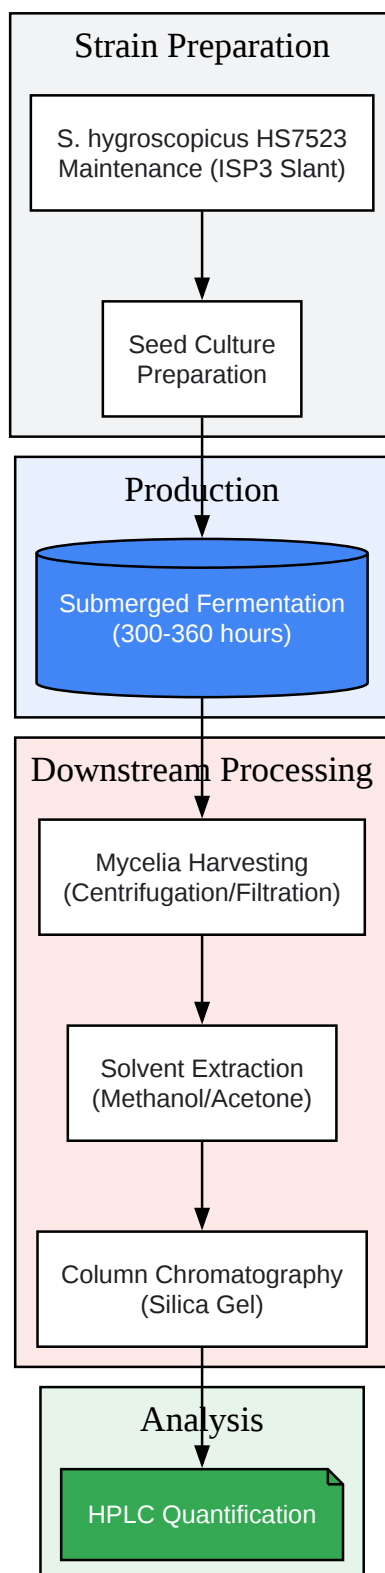 Strain Preparation
S. hygroscopicus HS7523
Maintenance (ISP3 Slant)
Seed Culture
Preparation
Production
Submerged Fermentation
(300-360 hours)
Downstream Processing
Mycelia Harvesting
(Centrifugation/Filtration)
Solvent Extraction
(Methanol/Acetone)
Column Chromatography
(Silica Gel)
Analysis
HPLC Quantification